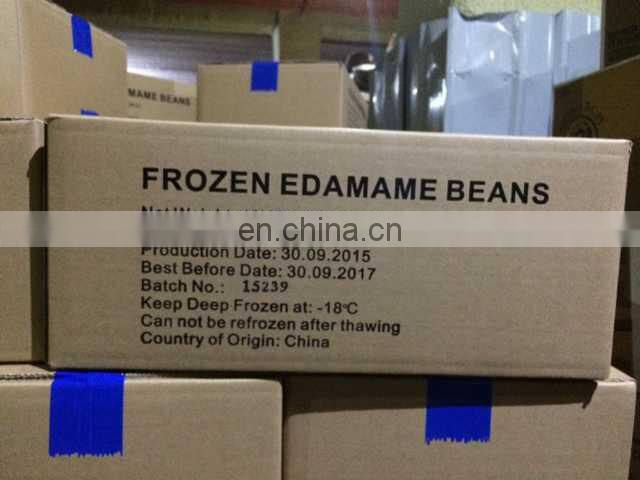 MAME BEANS
FROZEN EDAMAME BEANS
en.china.cn
Production Date: 30.09.2015
Best Before Date: 30.09.2017
Batch No.: 15239
Keep Deep Frozen at: -18°C
Can not be refrozen after thawing
Country of Origin: China